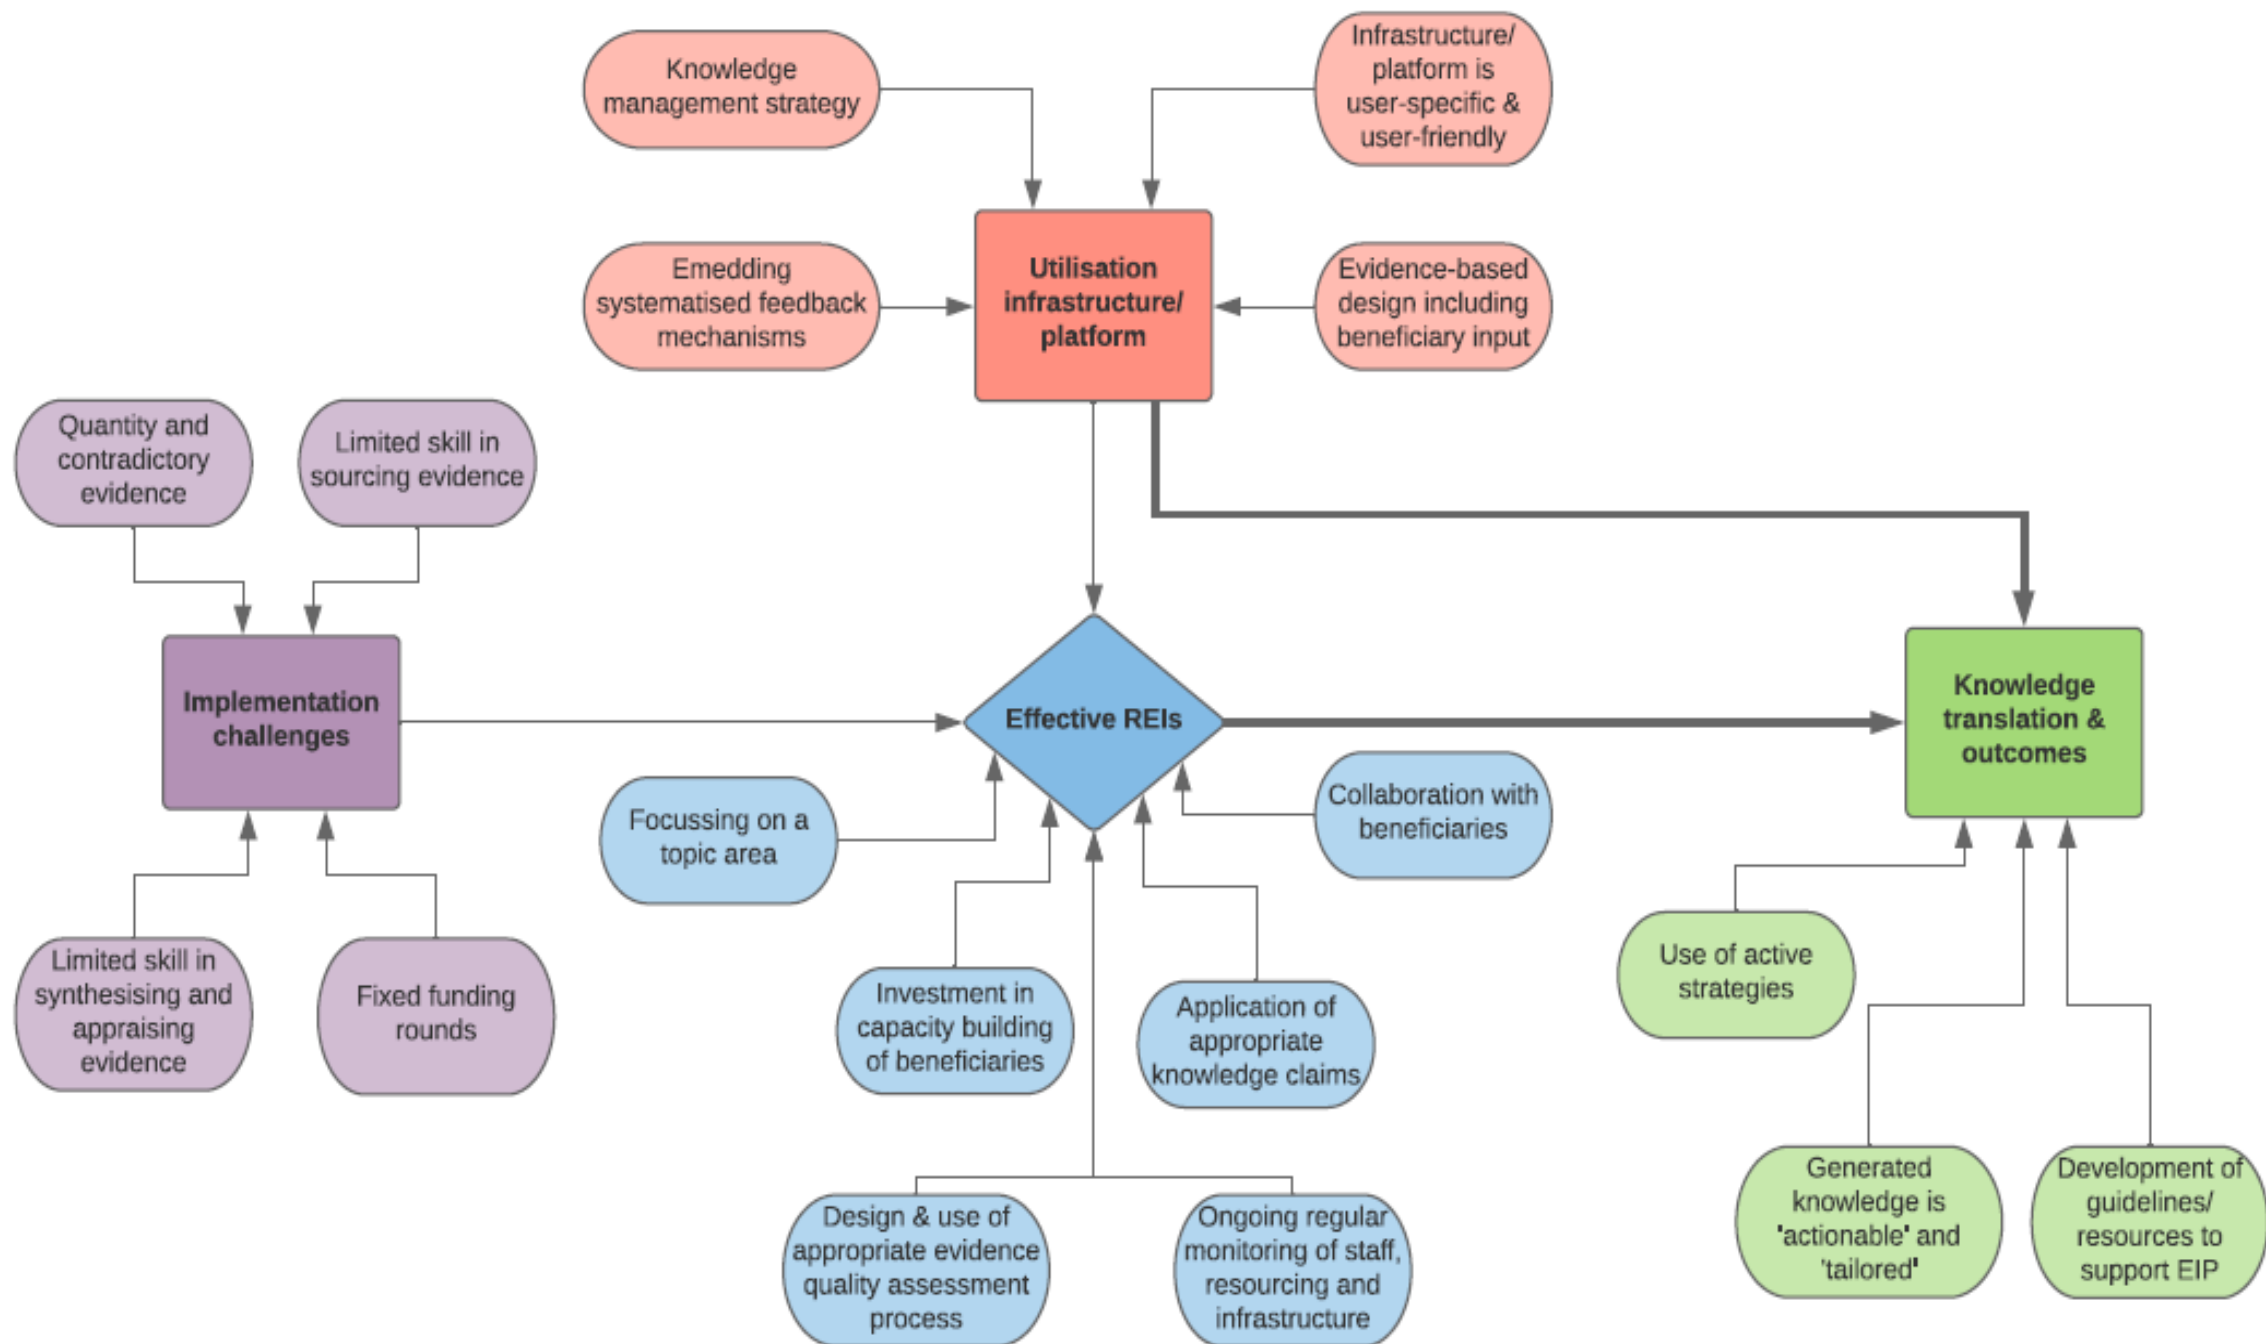 Knowledge
management strategy
Infrastructure/
platform is
user-specific &
user-friendly
Utilisation
infrastructure/
platform
Emedding
systematised feedback
mechanisms
Evidence-based
design including
beneficiary input
Quantity and
contradictory
evidence
Limited skill in
sourcing evidence
Implementation
challenges
Effective REIs
Knowledge
translation &
outcomes
Focussing on a
topic area
Collaboration with
beneficiaries
Limited skill in
synthesising and
appraising
evidence
Fixed funding
rounds
Investment in
capacity building
of beneficiaries
Application of
appropriate
knowledge claims
Use of active
strategies
Design & use of
appropriate evidence
quality assessment
process
Ongoing regular
monitoring of staff,
resourcing and
infrastructure
Generated
knowledge is
'actionable' and
'tailored'
Development of
guidelines/
resources to
support EIP